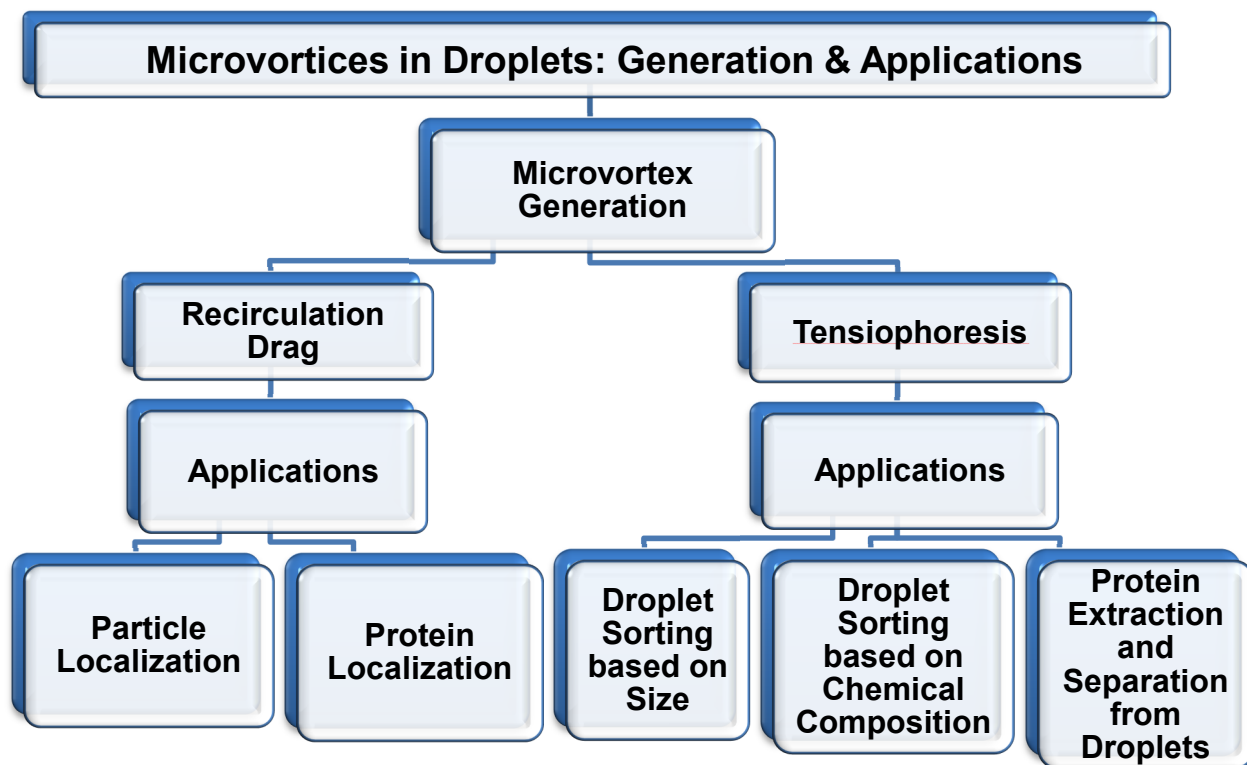 Microvortices in Droplets: Generation & Applications
Microvortex
Generation
Recirculation
Drag
Tensiophoresis
Applications
Applications
Particle
Localization
Protein
Localization
Droplet
Sorting
based on
Size
Droplet
Sorting
based on
Chemical
Composition
Protein
Extraction
and
Separation
from
Droplets